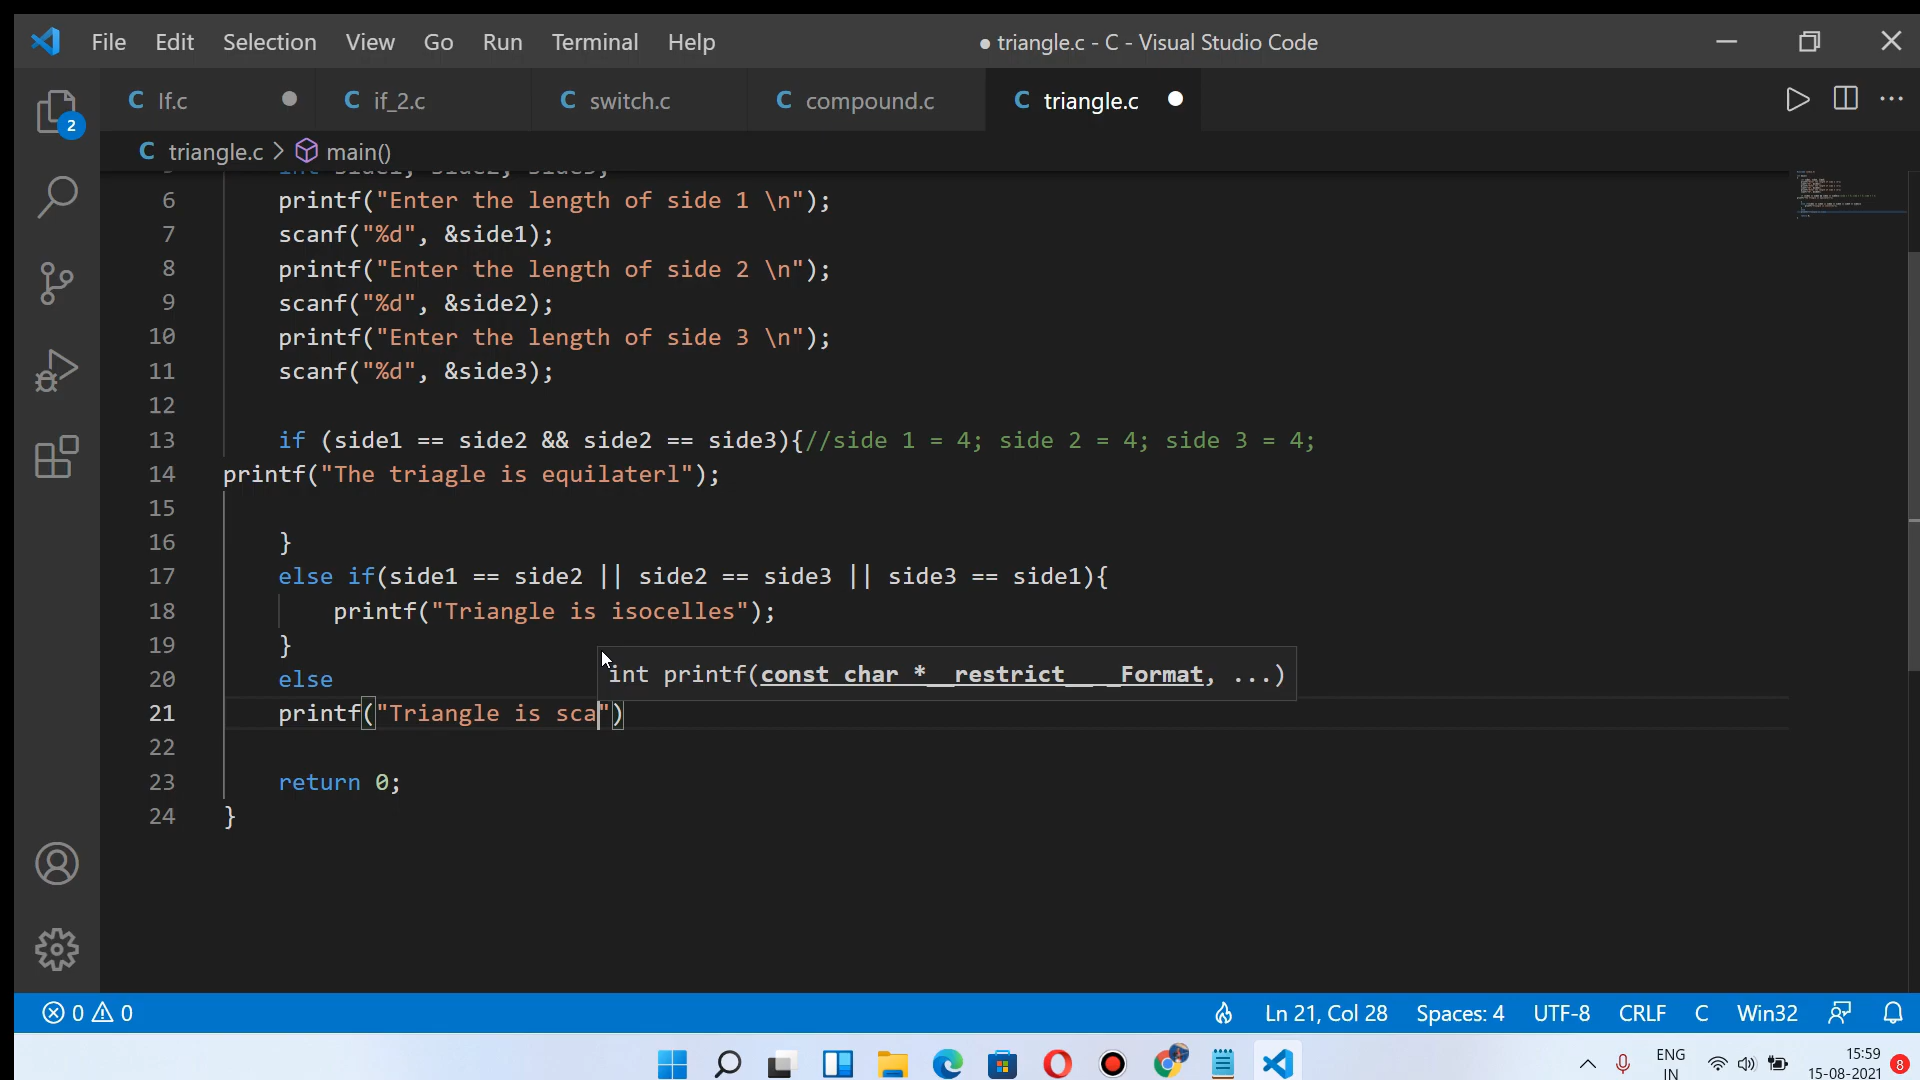 File Edit Selection View Go Run Terminal Help ● triangle.c - C - Visual Studio Code
C If.c C if_2.c C switch.c C compound.c C triangle.c
2
C triangle.c > main()
int side1, side2, side3;
6 printf("Enter the length of side 1 \n");
7 scanf("%d", &side1);
8 printf("Enter the length of side 2 \n");
9 scanf("%d", &side2);
10 printf("Enter the length of side 3 \n");
11 scanf("%d", &side3);
12
13 if (side1 == side2 && side2 == side3){//side 1 = 4; side 2 = 4; side 3 = 4;
14 printf("The triagle is equilaterl");
15
16 }
17 else if(side1 == side2 || side2 == side3 || side3 == side1){
18 printf("Triangle is isocelles");
19 }
20 else
int printf(const char *__restrict__ _Format, ...)
21 printf("Triangle is sca")
22
23 return 0;
24 }
0 0 Ln 21, Col 28 Spaces: 4 UTF-8 CRLF C Win32
ENG
IN
15:59
15-08-2021
8